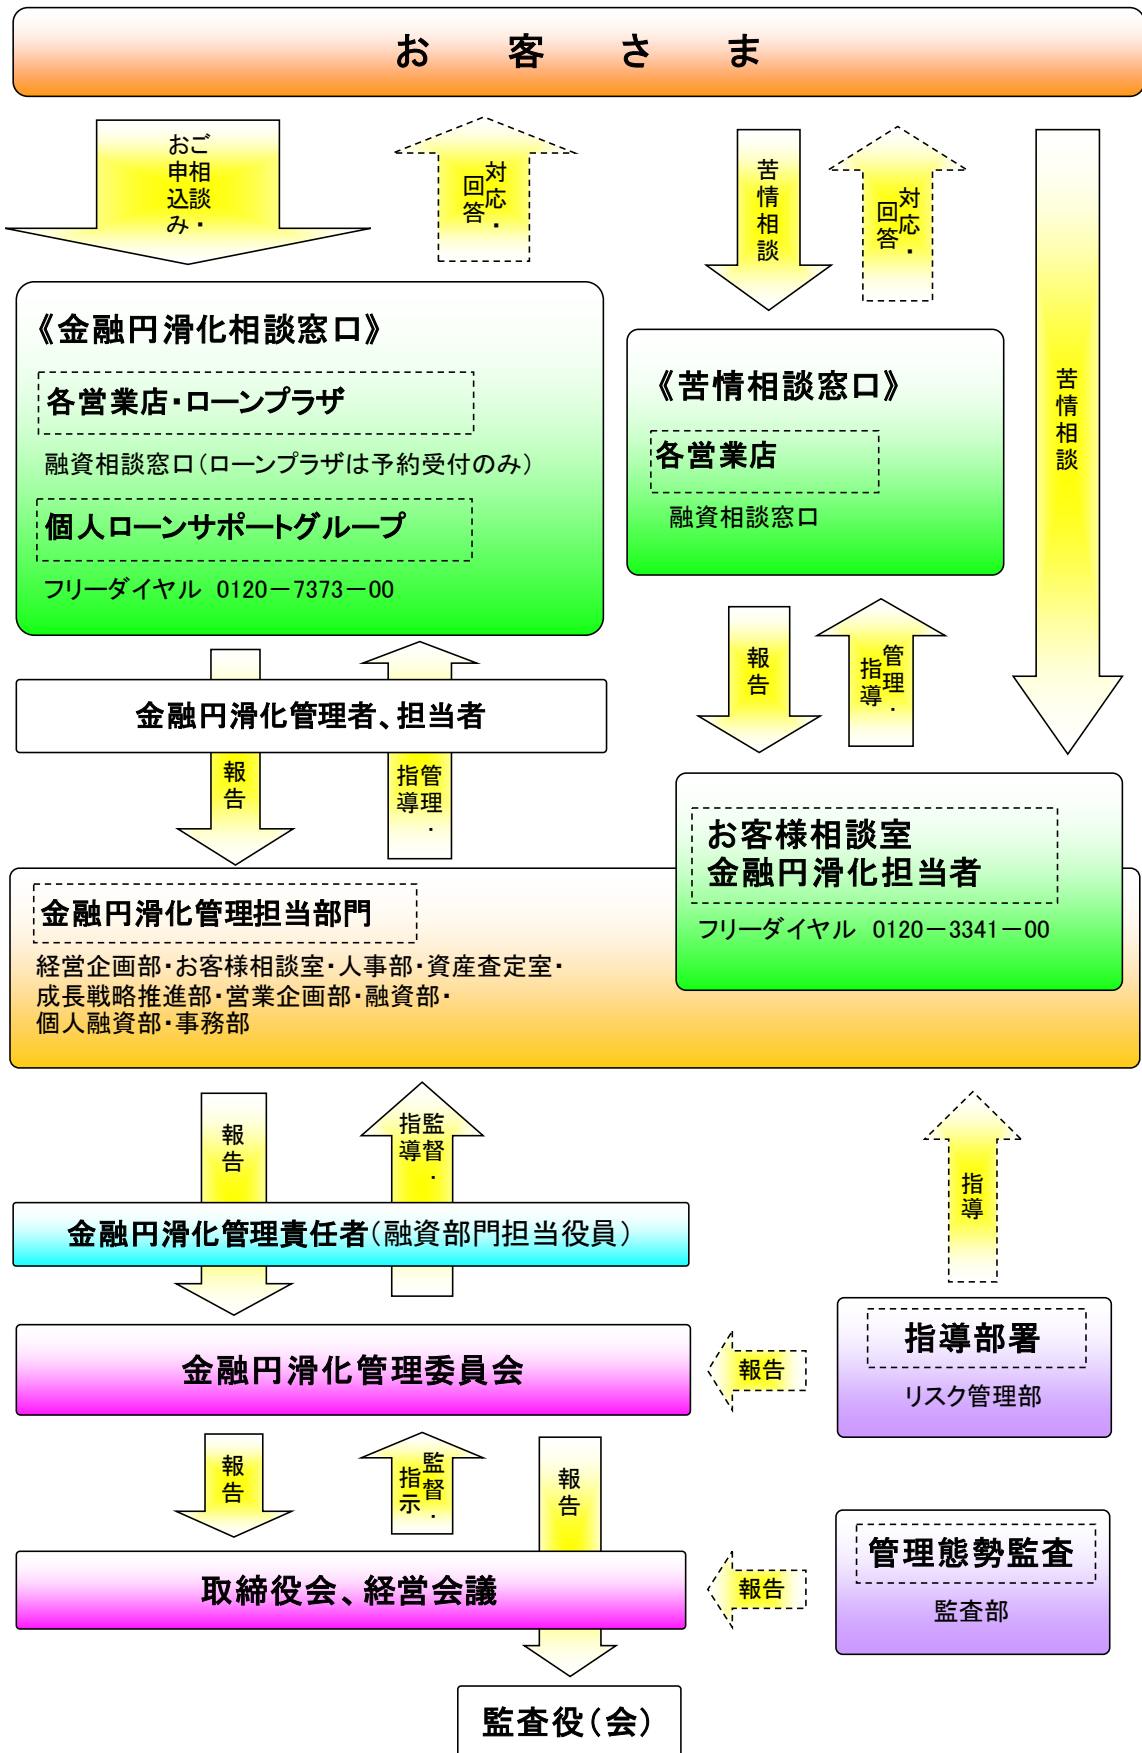 お客さま
ご相談・
お申込み
対応・
回答
苦情相談
対応・
回答
苦情相談
《金融円滑化相談窓口》
各営業店・ローンプラザ
融資相談窓口（ローンプラザは予約受付のみ）
個人ローンサポートグループ
フリーダイヤル 0120－7373－00
《苦情相談窓口》
各営業店
融資相談窓口
報告
管理・
指導
金融円滑化管理者、担当者
報告
管理・
指導
お客様相談室
金融円滑化担当者
フリーダイヤル 0120－3341－00
金融円滑化管理担当部門
経営企画部・お客様相談室・人事部・資産査定室・
成長戦略推進部・営業企画部・融資部・
個人融資部・事務部
報告
監督・
指導
指導
金融円滑化管理責任者（融資部門担当役員）
金融円滑化管理委員会
報告
指導部署
リスク管理部
報告
監督・
指示
報告
取締役会、経営会議
報告
管理態勢監査
監査部
監査役（会）